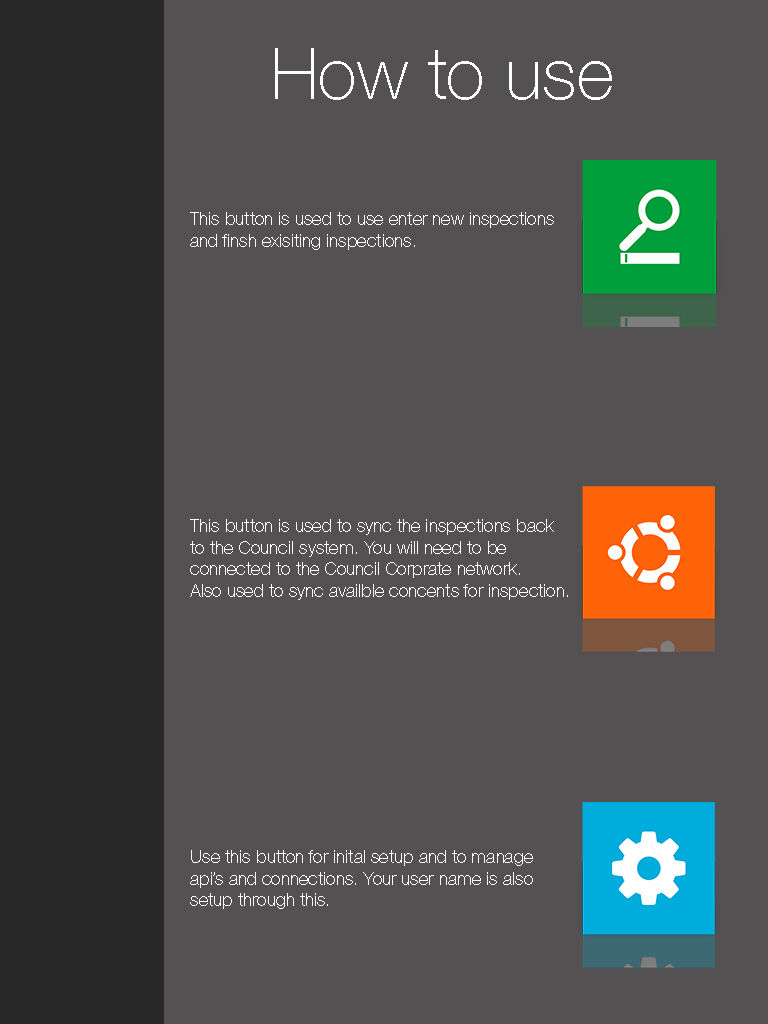 How to use
This button is used to use enter new inspections
and finsh exisiting inspections.
This button is used to sync the inspections back
to the Council system. You will need to be
connected to the Council Corprate network.
Also used to sync availble concents for inspection.
Use this button for inital setup and to manage
api's and connections. Your user name is also
setup through this.